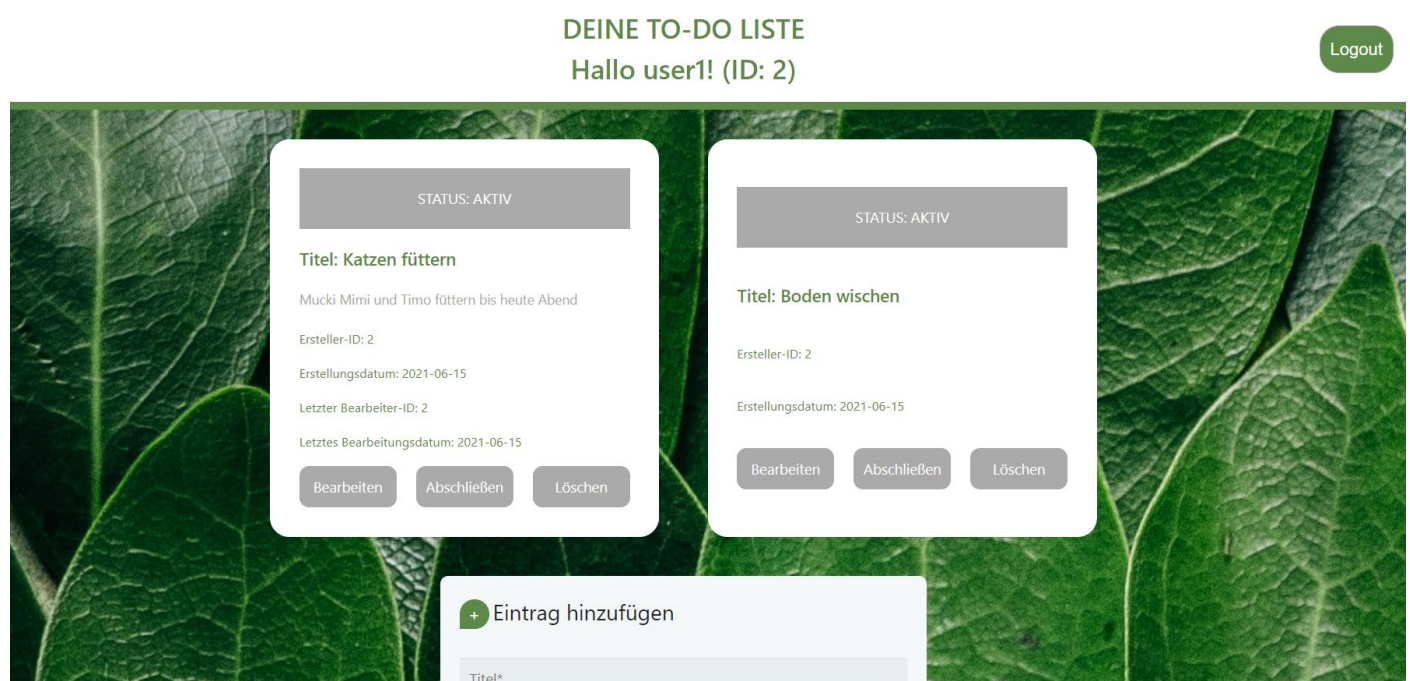 DEINE TO-DO LISTE
Hallo user1! (ID: 2)
Logout
STATUS: AKTIV
Titel: Katzen füttern
Mucki Mimi und Timo füttern bis heute Abend
Ersteller-ID: 2
Erstellungsdatum: 2021-06-15
Letzter Bearbeiter-ID: 2
Letztes Bearbeitungsdatum: 2021-06-15
Bearbeiten Abschließen Löschen
STATUS: AKTIV
Titel: Boden wischen
Ersteller-ID: 2
Erstellungsdatum: 2021-06-15
Bearbeiten Abschließen Löschen
+ Eintrag hinzufügen
Titel*